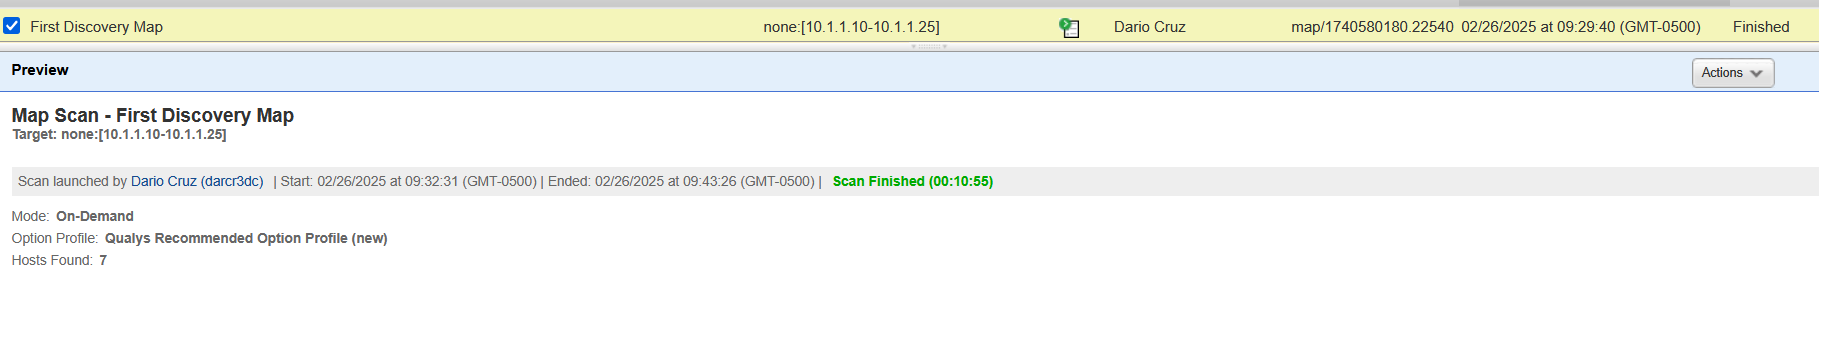 First Discovery Map none:[10.1.1.10-10.1.1.25] Dario Cruz map/1740580180.22540 02/26/2025 at 09:29:40 (GMT-0500) Finished
Preview Actions
Map Scan - First Discovery Map
Target: none:[10.1.1.10-10.1.1.25]
Scan launched by Dario Cruz (darcr3dc) | Start: 02/26/2025 at 09:32:31 (GMT-0500) | Ended: 02/26/2025 at 09:43:26 (GMT-0500) | Scan Finished (00:10:55)
Mode: On-Demand
Option Profile: Qualys Recommended Option Profile (new)
Hosts Found: 7